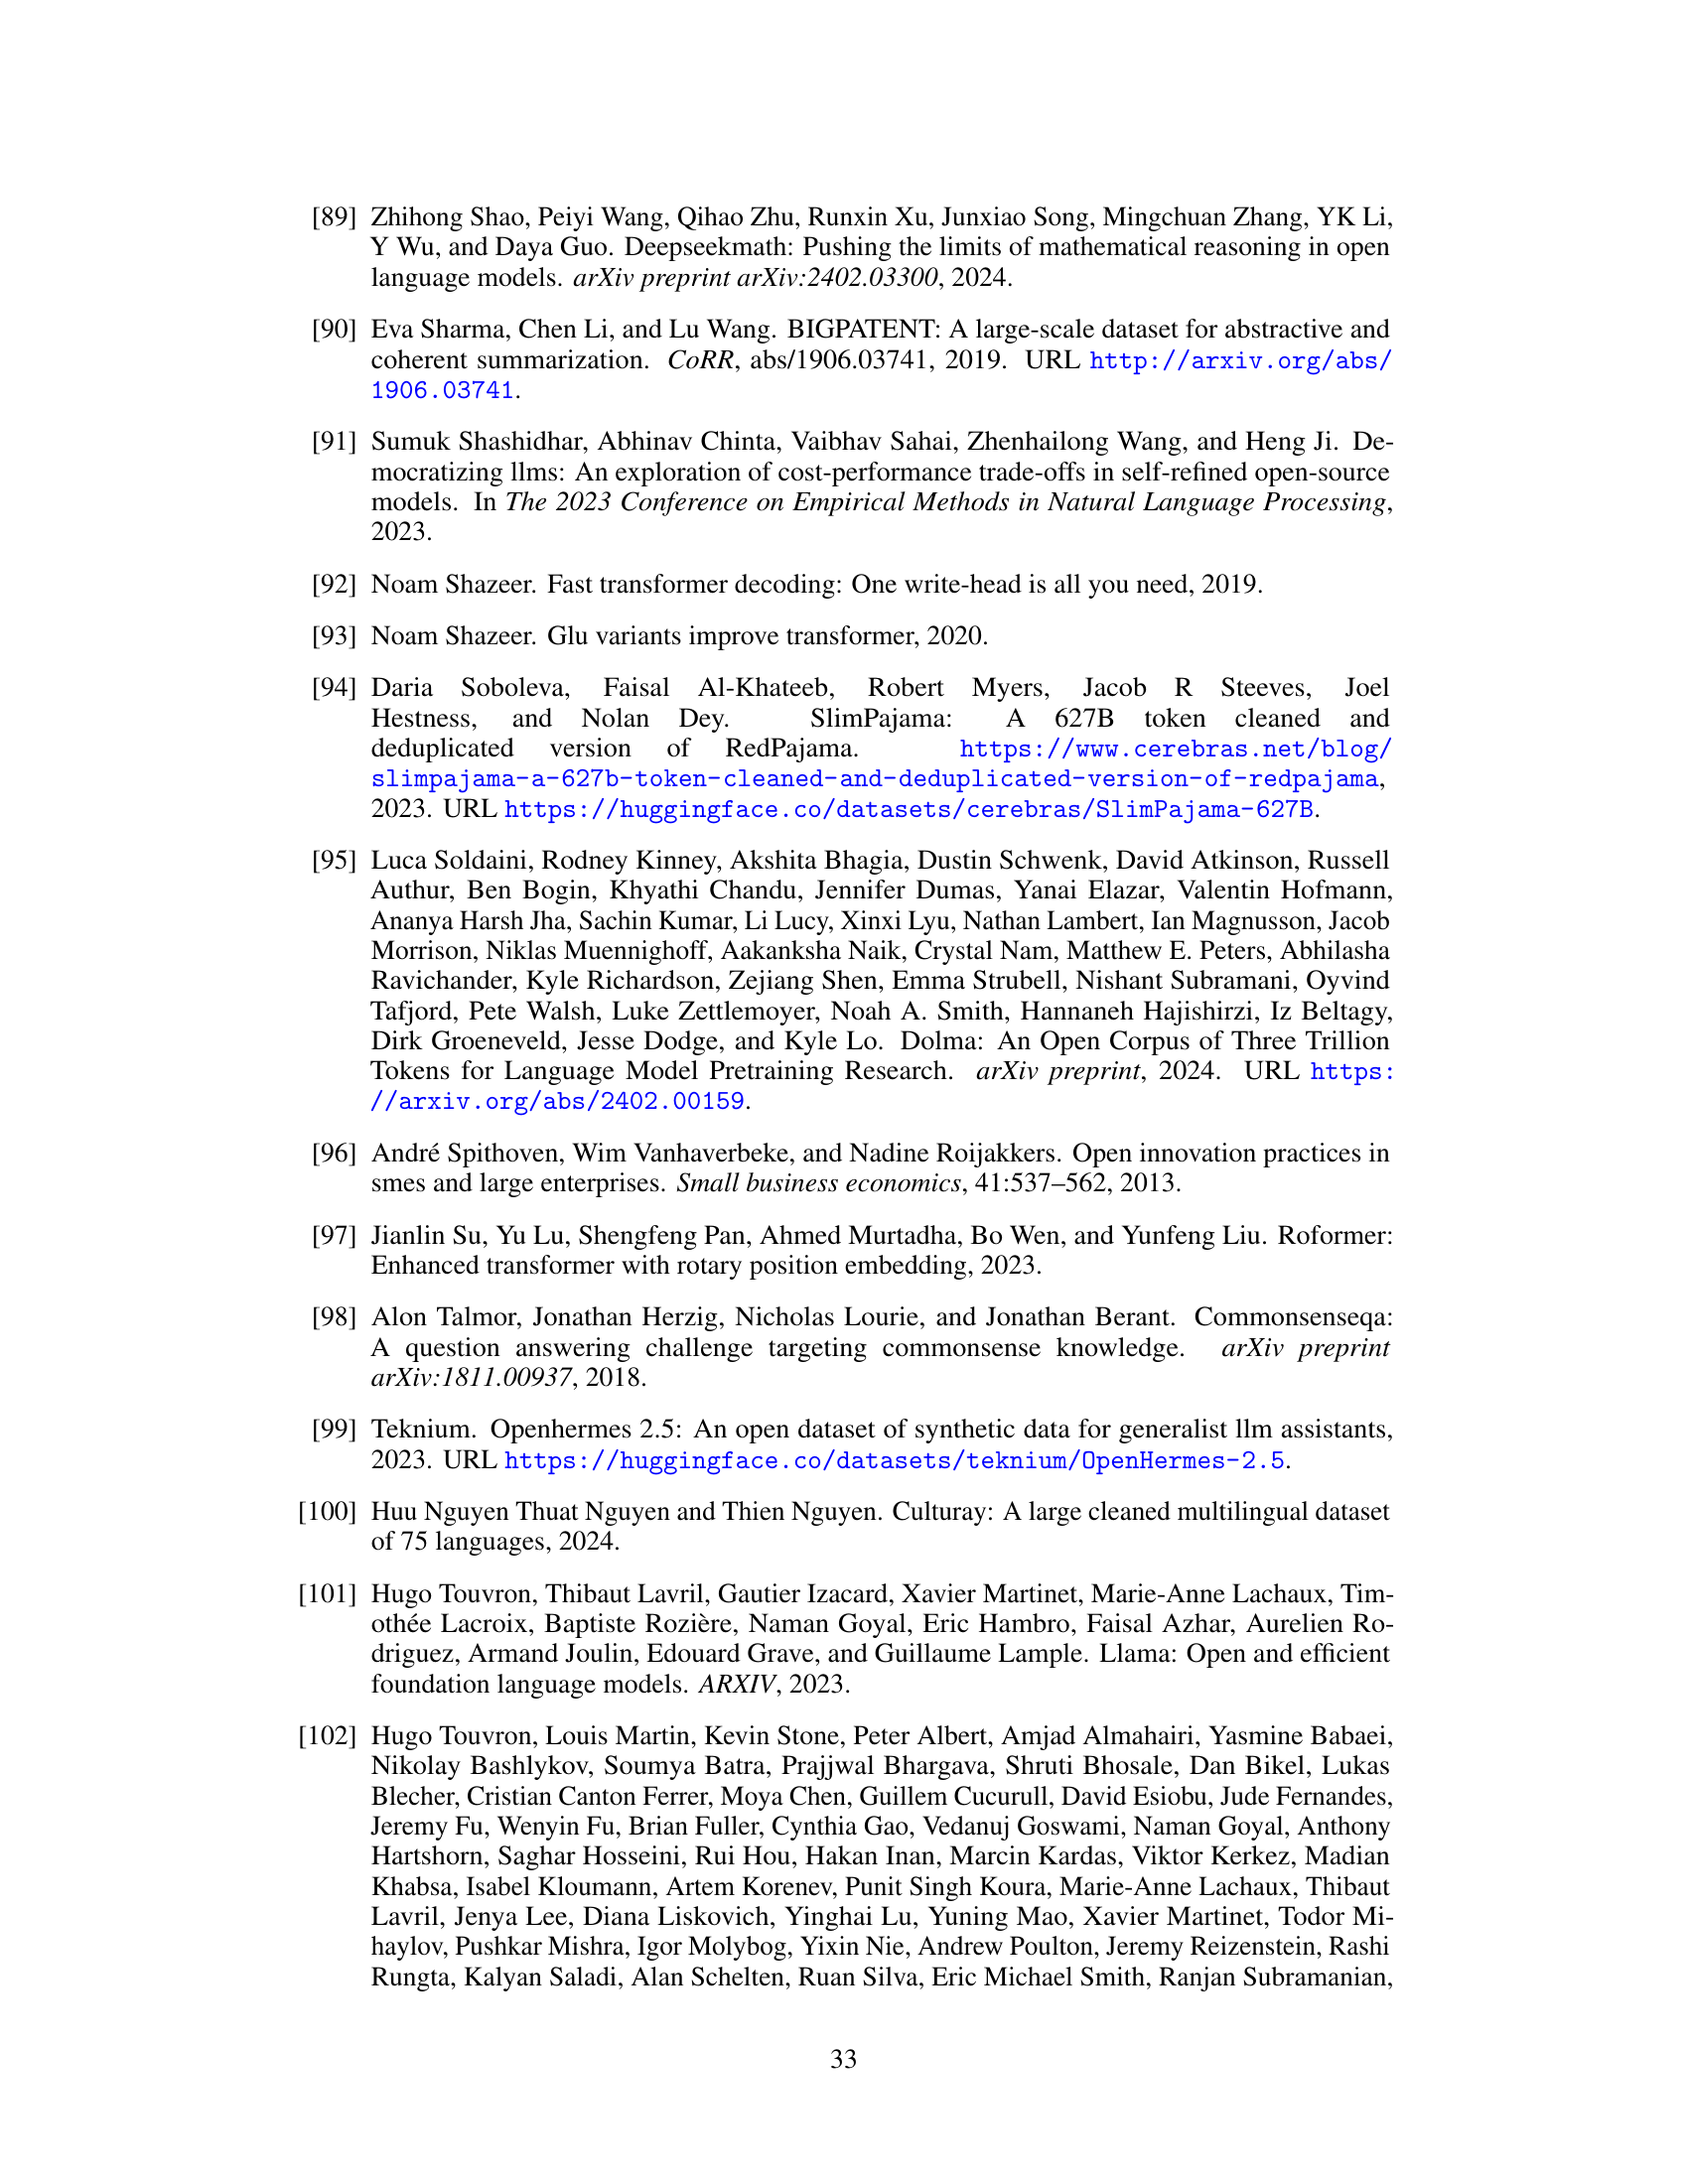 [89] Zhihong Shao, Peiyi Wang, Qihao Zhu, Runxin Xu, Junxiao Song, Mingchuan Zhang, YK Li,
Y Wu, and Daya Guo. Deepseekmath: Pushing the limits of mathematical reasoning in open
language models. arXiv preprint arXiv:2402.03300, 2024.
[90] Eva Sharma, Chen Li, and Lu Wang. BIGPATENT: A large-scale dataset for abstractive and
coherent summarization. CoRR, abs/1906.03741, 2019. URL http://arxiv.org/abs/
1906.03741.
[91] Sumuk Shashidhar, Abhinav Chinta, Vaibhav Sahai, Zhenhailong Wang, and Heng Ji. De-
mocratizing llms: An exploration of cost-performance trade-offs in self-refined open-source
models. In The 2023 Conference on Empirical Methods in Natural Language Processing,
2023.
[92] Noam Shazeer. Fast transformer decoding: One write-head is all you need, 2019.
[93] Noam Shazeer. Glu variants improve transformer, 2020.
[94] Daria Soboleva, Faisal Al-Khateeb, Robert Myers, Jacob R Steeves, Joel
Hestness, and Nolan Dey. SlimPajama: A 627B token cleaned and
deduplicated version of RedPajama. https://www.cerebras.net/blog/
slimpajama-a-627b-token-cleaned-and-deduplicated-version-of-redpajama,
2023. URL https://huggingface.co/datasets/cerebras/SlimPajama-627B.
[95] Luca Soldaini, Rodney Kinney, Akshita Bhagia, Dustin Schwenk, David Atkinson, Russell
Authur, Ben Bogin, Khyathi Chandu, Jennifer Dumas, Yanai Elazar, Valentin Hofmann,
Ananya Harsh Jha, Sachin Kumar, Li Lucy, Xinxi Lyu, Nathan Lambert, Ian Magnusson, Jacob
Morrison, Niklas Muennighoff, Aakanksha Naik, Crystal Nam, Matthew E. Peters, Abhilasha
Ravichander, Kyle Richardson, Zejiang Shen, Emma Strubell, Nishant Subramani, Oyvind
Tafjord, Pete Walsh, Luke Zettlemoyer, Noah A. Smith, Hannaneh Hajishirzi, Iz Beltagy,
Dirk Groeneveld, Jesse Dodge, and Kyle Lo. Dolma: An Open Corpus of Three Trillion
Tokens for Language Model Pretraining Research. arXiv preprint, 2024. URL https:
//arxiv.org/abs/2402.00159.
[96] André Spithoven, Wim Vanhaverbeke, and Nadine Roijakkers. Open innovation practices in
smes and large enterprises. Small business economics, 41:537–562, 2013.
[97] Jianlin Su, Yu Lu, Shengfeng Pan, Ahmed Murtadha, Bo Wen, and Yunfeng Liu. Roformer:
Enhanced transformer with rotary position embedding, 2023.
[98] Alon Talmor, Jonathan Herzig, Nicholas Lourie, and Jonathan Berant. Commonsenseqa:
A question answering challenge targeting commonsense knowledge. arXiv preprint
arXiv:1811.00937, 2018.
[99] Teknium. Openhermes 2.5: An open dataset of synthetic data for generalist llm assistants,
2023. URL https://huggingface.co/datasets/teknium/OpenHermes-2.5.
[100] Huu Nguyen Thuat Nguyen and Thien Nguyen. Culturay: A large cleaned multilingual dataset
of 75 languages, 2024.
[101] Hugo Touvron, Thibaut Lavril, Gautier Izacard, Xavier Martinet, Marie-Anne Lachaux, Tim-
othée Lacroix, Baptiste Rozière, Naman Goyal, Eric Hambro, Faisal Azhar, Aurelien Ro-
driguez, Armand Joulin, Edouard Grave, and Guillaume Lample. Llama: Open and efficient
foundation language models. ARXIV, 2023.
[102] Hugo Touvron, Louis Martin, Kevin Stone, Peter Albert, Amjad Almahairi, Yasmine Babaei,
Nikolay Bashlykov, Soumya Batra, Prajjwal Bhargava, Shruti Bhosale, Dan Bikel, Lukas
Blecher, Cristian Canton Ferrer, Moya Chen, Guillem Cucurull, David Esiobu, Jude Fernandes,
Jeremy Fu, Wenyin Fu, Brian Fuller, Cynthia Gao, Vedanuj Goswami, Naman Goyal, Anthony
Hartshorn, Saghar Hosseini, Rui Hou, Hakan Inan, Marcin Kardas, Viktor Kerkez, Madian
Khabsa, Isabel Kloumann, Artem Korenev, Punit Singh Koura, Marie-Anne Lachaux, Thibaut
Lavril, Jenya Lee, Diana Liskovich, Yinghai Lu, Yuning Mao, Xavier Martinet, Todor Mi-
haylov, Pushkar Mishra, Igor Molybog, Yixin Nie, Andrew Poulton, Jeremy Reizenstein, Rashi
Rungta, Kalyan Saladi, Alan Schelten, Ruan Silva, Eric Michael Smith, Ranjan Subramanian,
33